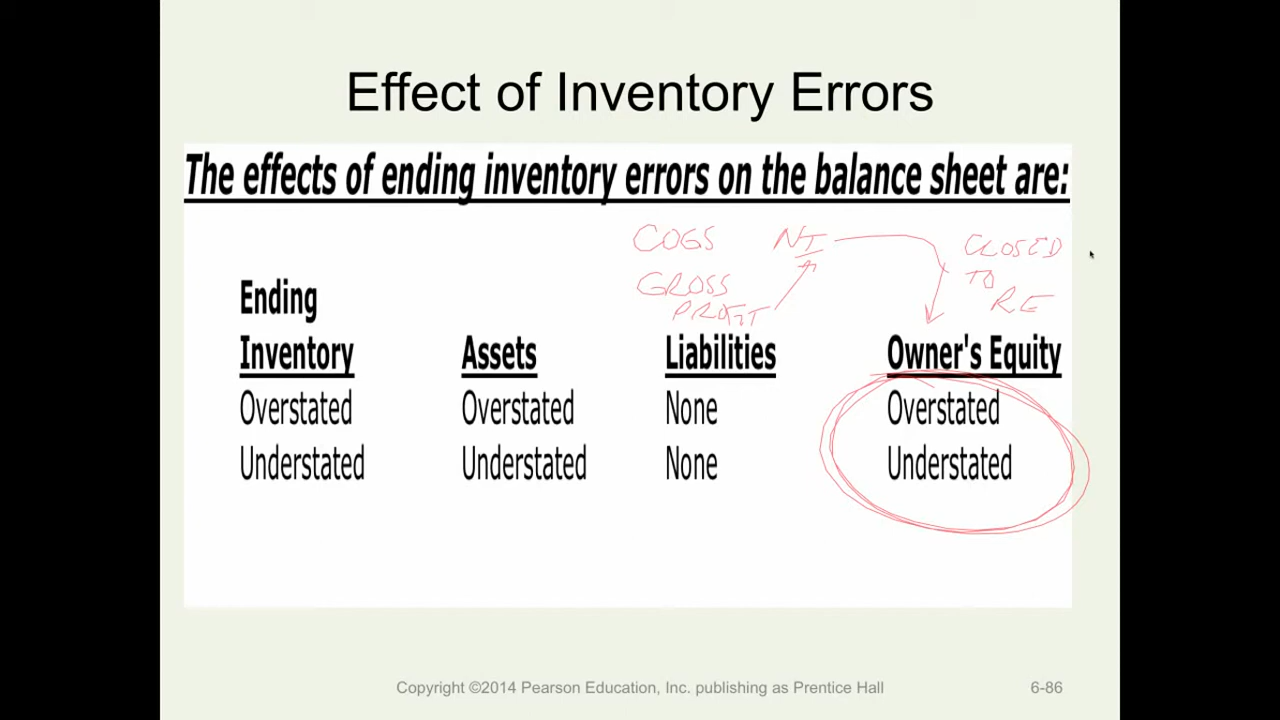 Effect of Inventory Errors
The effects of ending inventory errors on the balance sheet are:
COGS NI CLOSED
GROSS TO
PROFIT RE
Ending
Inventory Assets Liabilities Owner's Equity
Overstated Overstated None Overstated
Understated Understated None Understated
Copyright ©2014 Pearson Education, Inc. publishing as Prentice Hall 6-86